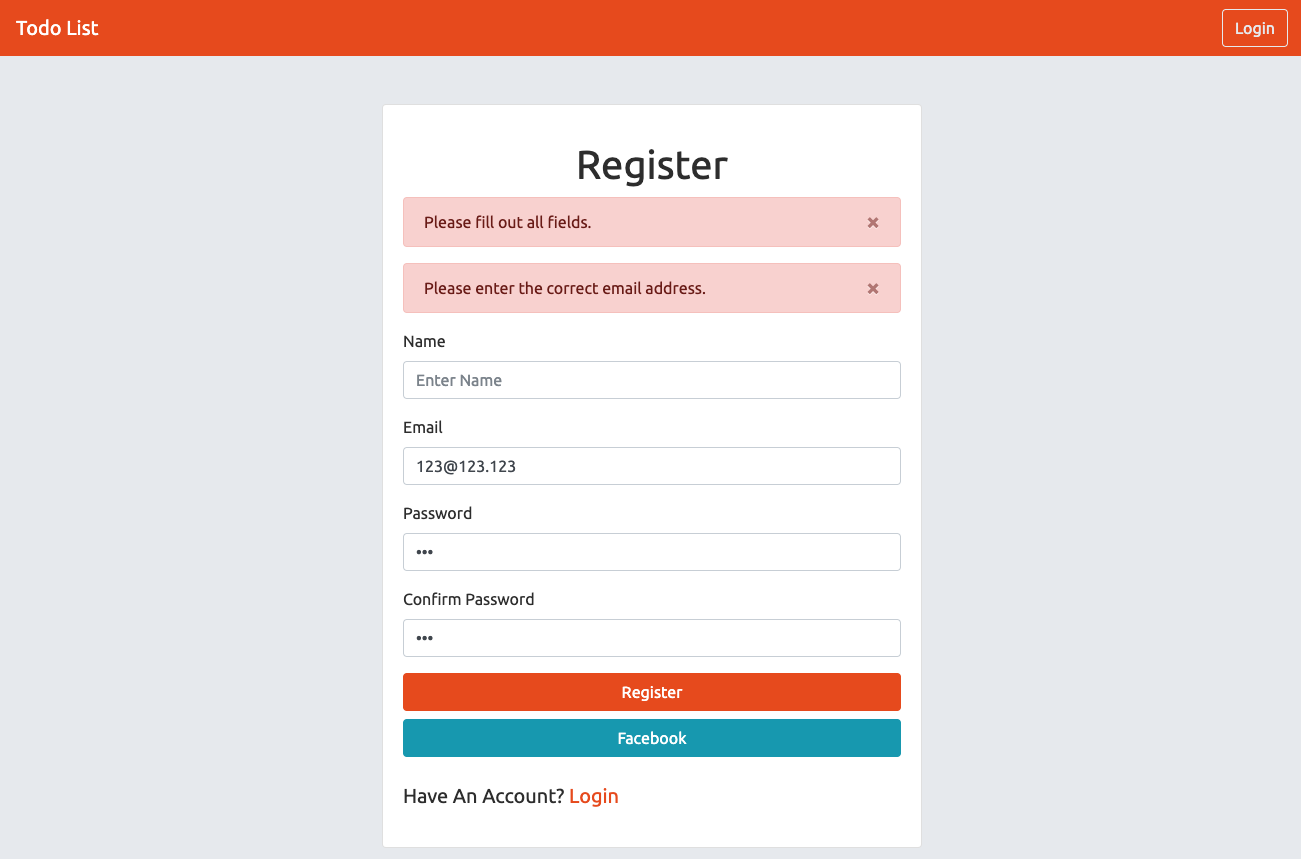 Todo List
Login
Register
Please fill out all fields. ×
Please enter the correct email address. ×
Name
Enter Name
Email
123@123.123
Password
•••
Confirm Password
•••
Register
Facebook
Have An Account? Login